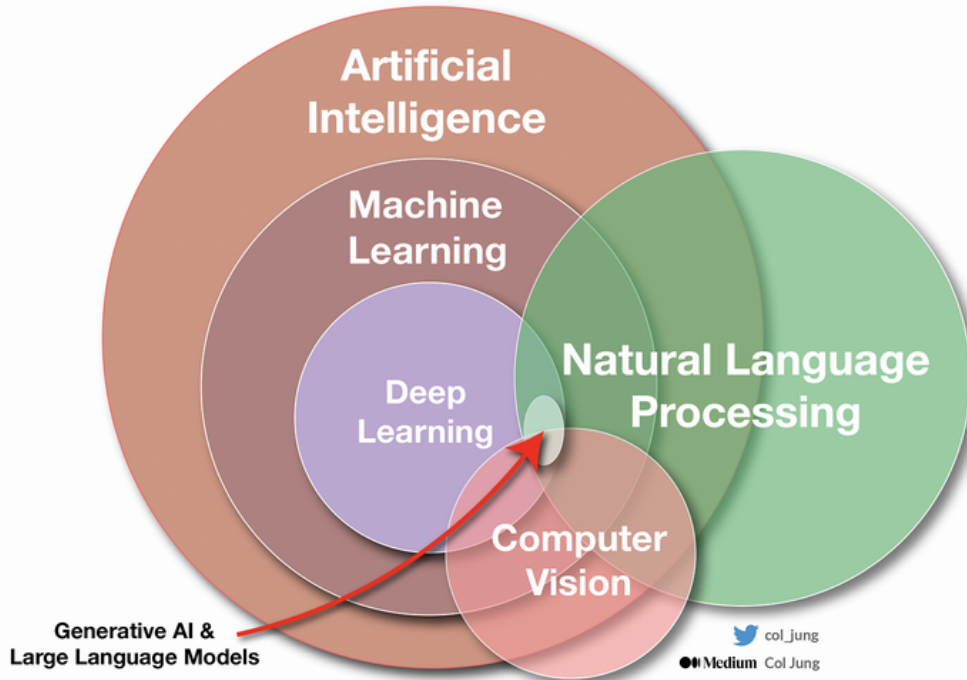 Artificial
Intelligence
Machine
Learning
Deep
Learning
Natural Language
Processing
Computer
Vision
Generative AI &
Large Language Models
col_jung
Medium Col Jung